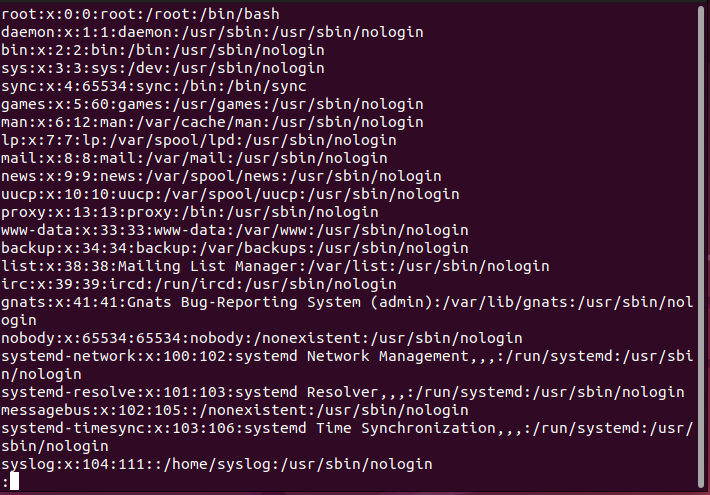 root:x:0:0:root:/root:/bin/bash
daemon:x:1:1:daemon:/usr/sbin:/usr/sbin/nologin
bin:x:2:2:bin:/bin:/usr/sbin/nologin
sys:x:3:3:sys:/dev:/usr/sbin/nologin
sync:x:4:65534:sync:/bin:/bin/sync
games:x:5:60:games:/usr/games:/usr/sbin/nologin
man:x:6:12:man:/var/cache/man:/usr/sbin/nologin
lp:x:7:7:lp:/var/spool/lpd:/usr/sbin/nologin
mail:x:8:8:mail:/var/mail:/usr/sbin/nologin
news:x:9:9:news:/var/spool/news:/usr/sbin/nologin
uucp:x:10:10:uucp:/var/spool/uucp:/usr/sbin/nologin
proxy:x:13:13:proxy:/bin:/usr/sbin/nologin
www-data:x:33:33:www-data:/var/www:/usr/sbin/nologin
backup:x:34:34:backup:/var/backups:/usr/sbin/nologin
list:x:38:38:Mailing List Manager:/var/list:/usr/sbin/nologin
irc:x:39:39:ircd:/run/ircd:/usr/sbin/nologin
gnats:x:41:41:Gnats Bug-Reporting System (admin):/var/lib/gnats:/usr/sbin/nol
ogin
nobody:x:65534:65534:nobody:/nonexistent:/usr/sbin/nologin
systemd-network:x:100:102:systemd Network Management,,,:/run/systemd:/usr/sbi
n/nologin
systemd-resolve:x:101:103:systemd Resolver,,,:/run/systemd:/usr/sbin/nologin
messagebus:x:102:105::/nonexistent:/usr/sbin/nologin
systemd-timesync:x:103:106:systemd Time Synchronization,,,:/run/systemd:/usr/
sbin/nologin
syslog:x:104:111::/home/syslog:/usr/sbin/nologin
: